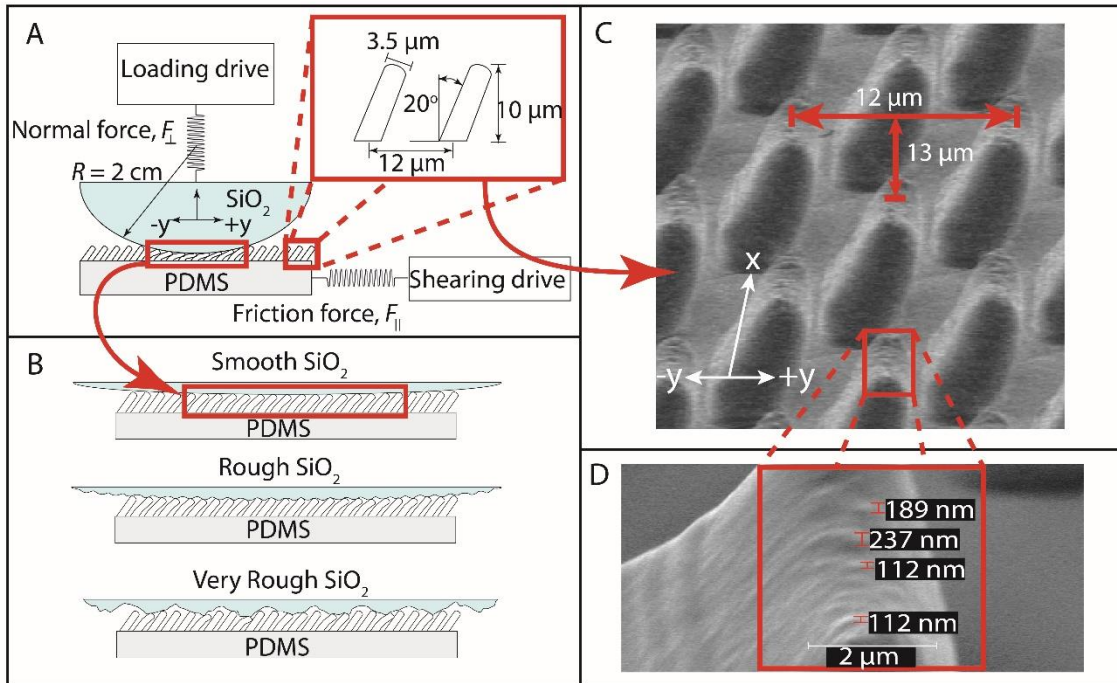 A
Loading drive
Normal force, F⊥
R = 2 cm
SiO2
-y
+y
PDMS
Friction force, F||
Shearing drive
3.5 µm
20°
10 µm
12 µm
B
Smooth SiO2
PDMS
Rough SiO2
PDMS
Very Rough SiO2
PDMS
C
12 µm
13 µm
x
-y
+y
D
189 nm
237 nm
112 nm
112 nm
2 µm